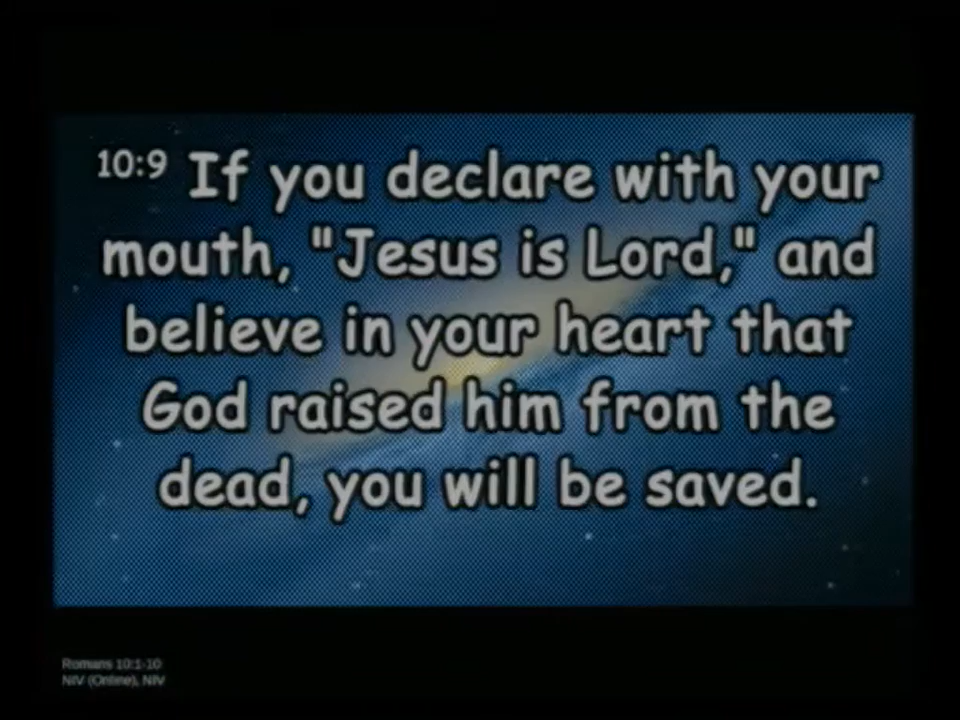 10:9 If you declare with your
mouth, "Jesus is Lord," and
believe in your heart that
God raised him from the
dead, you will be saved.
Romans 10:1-10
NIV (Online), NIV